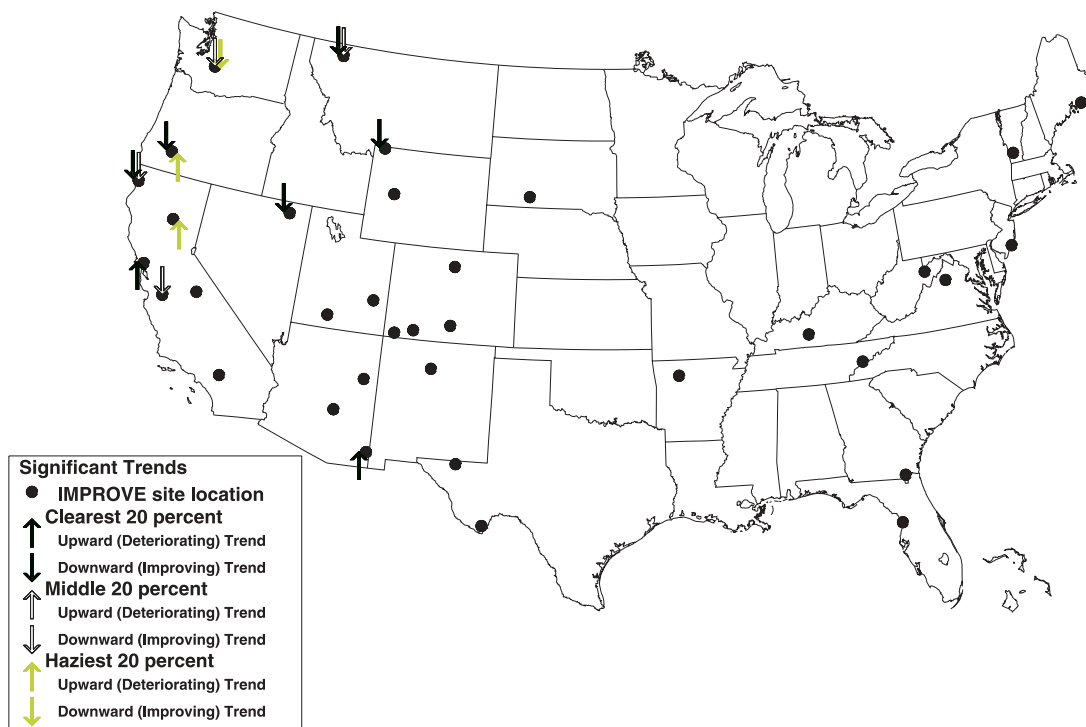 Significant Trends
IMPROVE site location
Clearest 20 percent
Upward (Deteriorating) Trend
Downward (Improving) Trend
Middle 20 percent
Upward (Deteriorating) Trend
Downward (Improving) Trend
Haziest 20 percent
Upward (Deteriorating) Trend
Downward (Improving) Trend